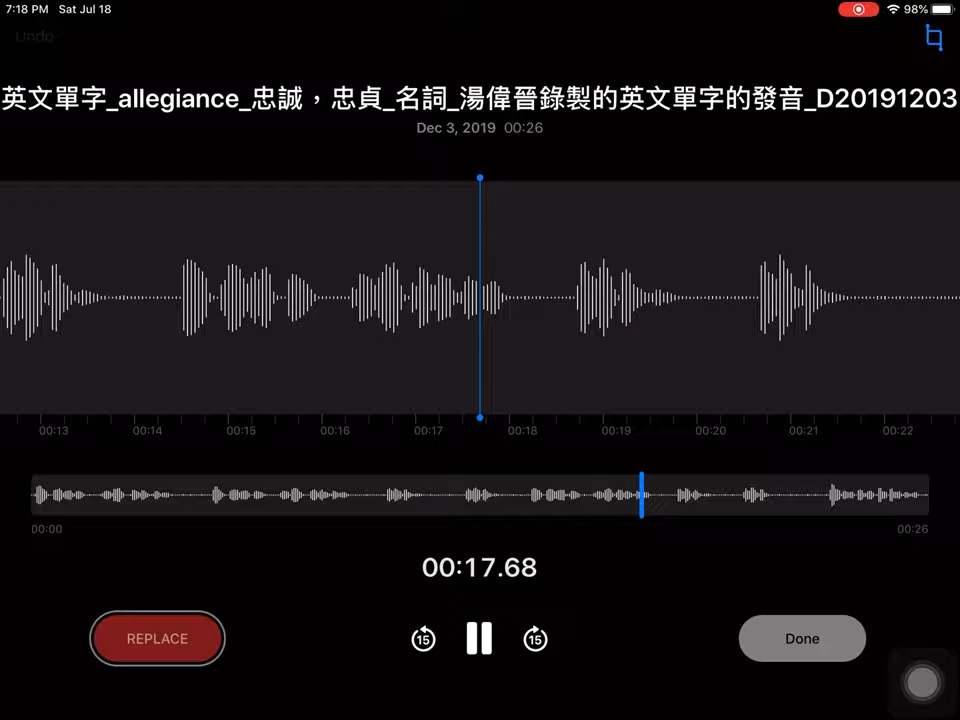 7:18 PM Sat Jul 18 98%
Undo
英文單字_allegiance_忠誠，忠貞_名詞_湯偉晉錄製的英文單字的發音_D20191203
Dec 3, 2019 00:26
00:13 00:14 00:15 00:16 00:17 00:18 00:19 00:20 00:21 00:22
00:00 00:26
00:17.68
REPLACE 15 15 Done